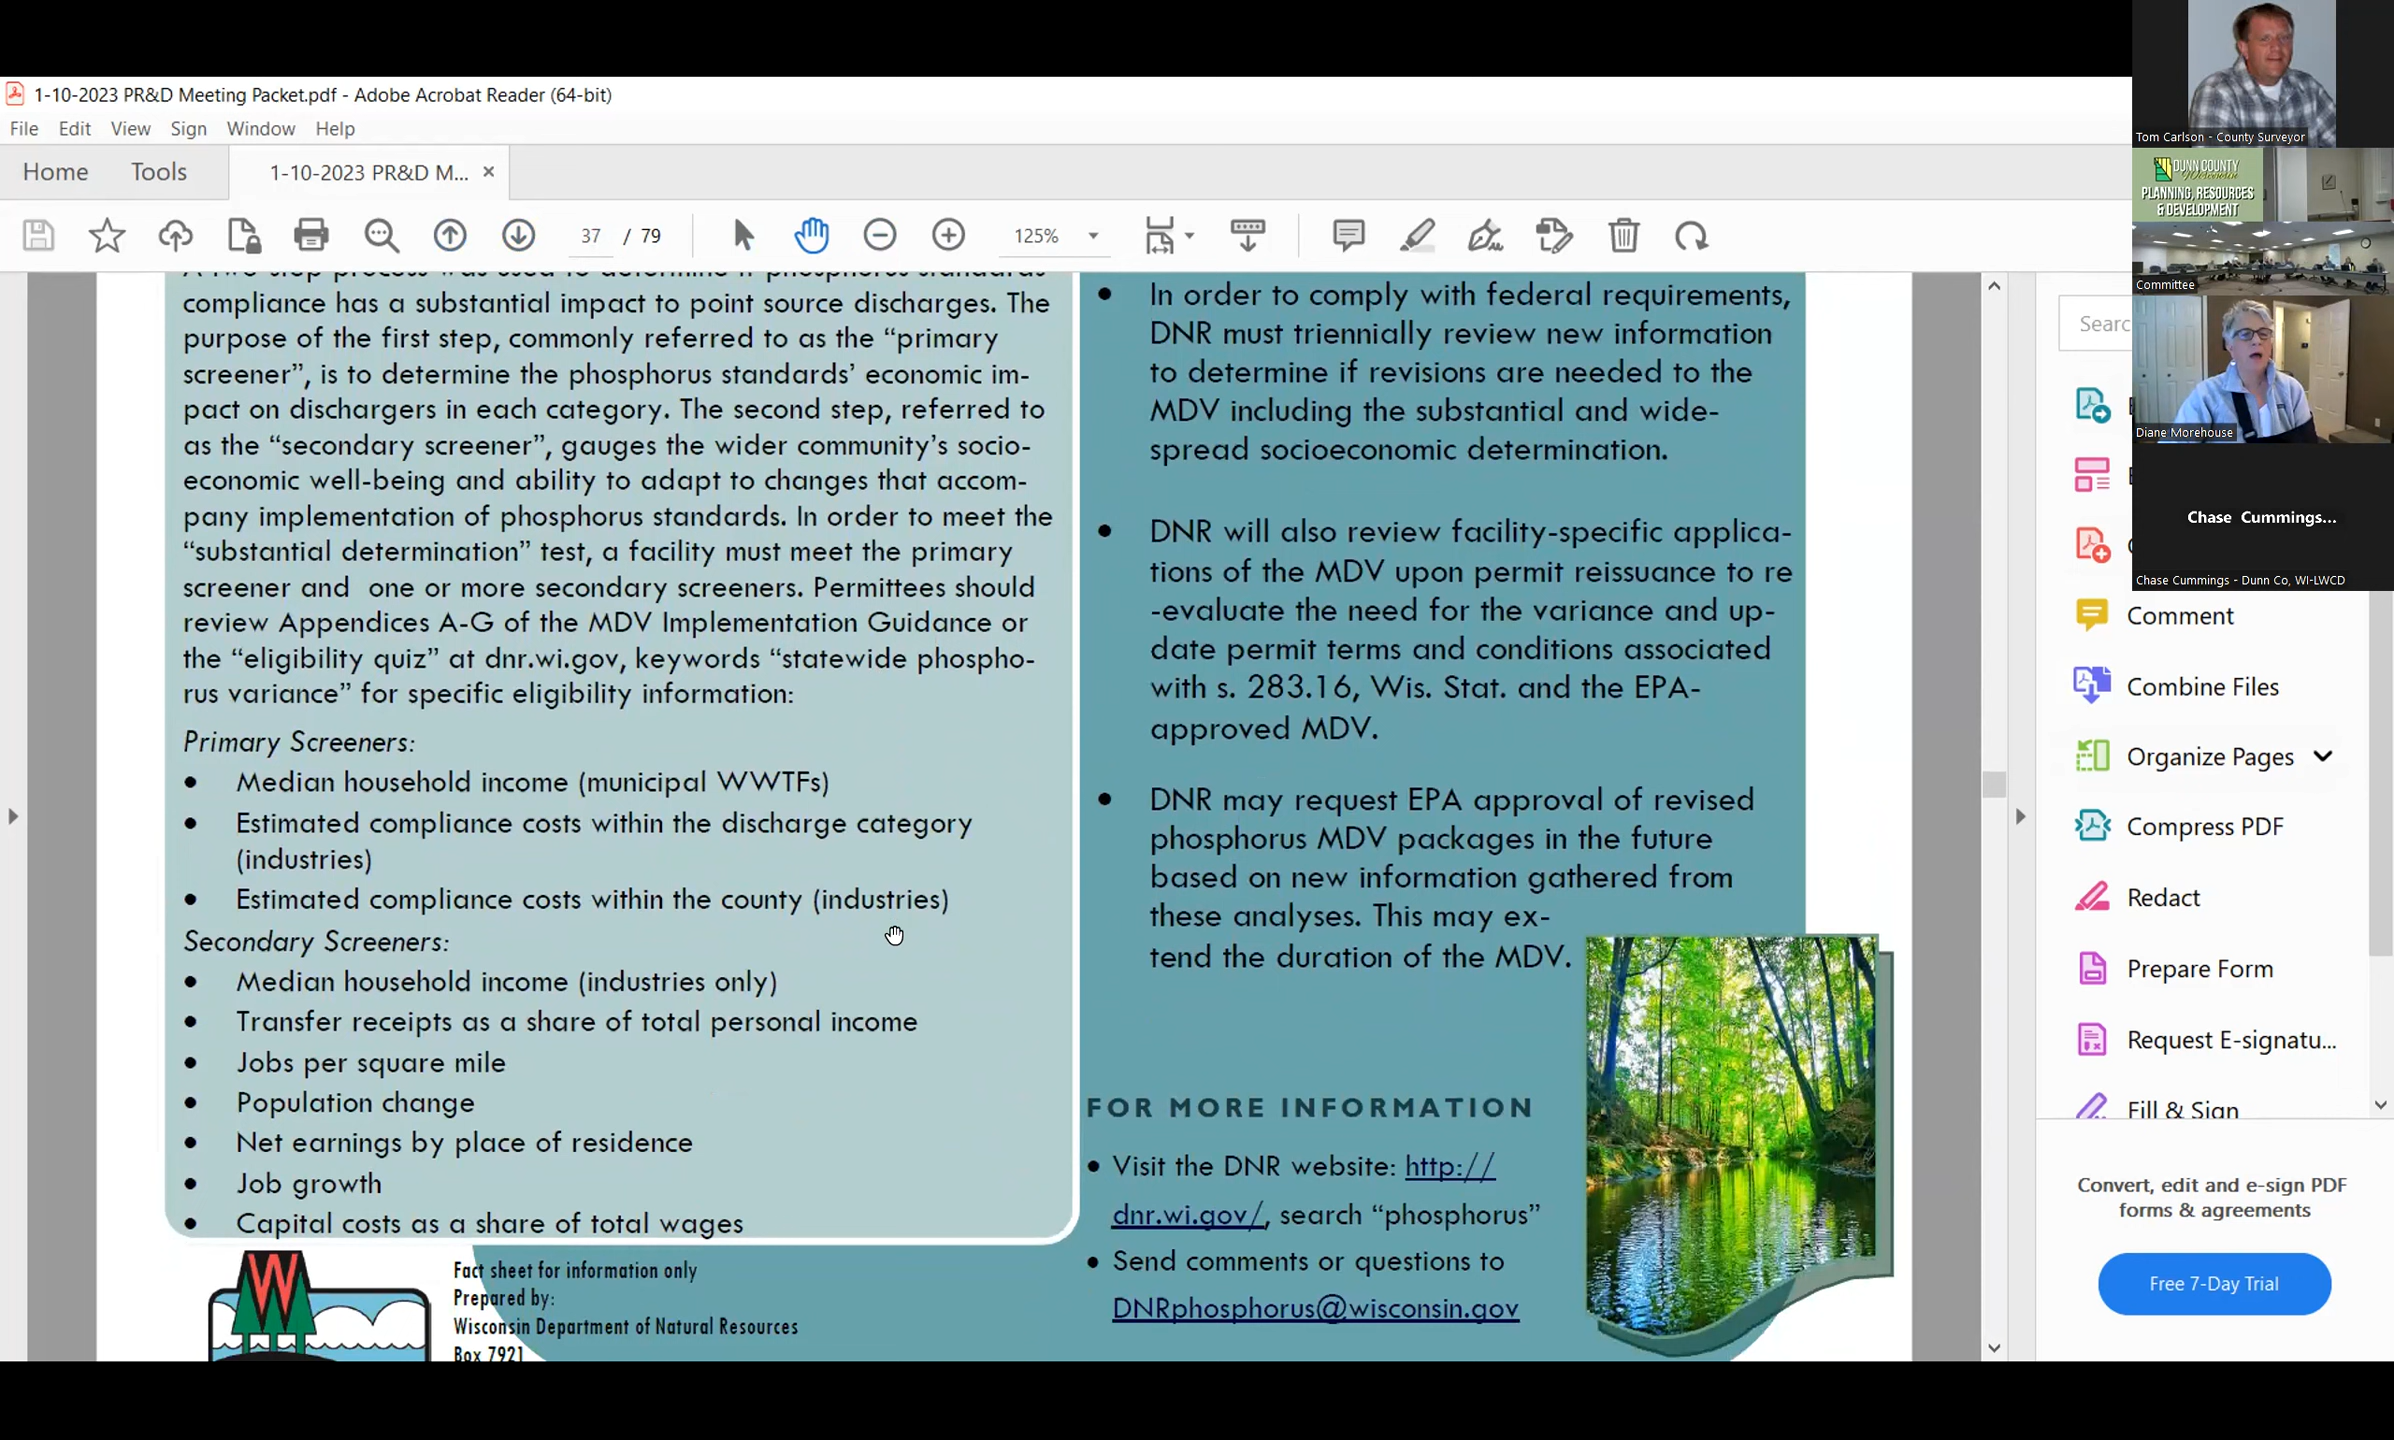 1-10-2023 PR&D Meeting Packet.pdf - Adobe Acrobat Reader (64-bit)
File Edit View Sign Window Help
Home Tools 1-10-2023 PR&D M... ×
37 / 79 125%
A two step process was used to determine if phosphorus standards
compliance has a substantial impact to point source discharges. The
purpose of the first step, commonly referred to as the “primary
screener”, is to determine the phosphorus standards’ economic im-
pact on dischargers in each category. The second step, referred to
as the “secondary screener”, gauges the wider community’s socio-
economic well-being and ability to adapt to changes that accom-
pany implementation of phosphorus standards. In order to meet the
“substantial determination” test, a facility must meet the primary
screener and one or more secondary screeners. Permittees should
review Appendices A-G of the MDV Implementation Guidance or
the “eligibility quiz” at dnr.wi.gov, keywords “statewide phospho-
rus variance” for specific eligibility information:
Primary Screeners:
• Median household income (municipal WWTFs)
• Estimated compliance costs within the discharge category
(industries)
• Estimated compliance costs within the county (industries)
Secondary Screeners:
• Median household income (industries only)
• Transfer receipts as a share of total personal income
• Jobs per square mile
• Population change
• Net earnings by place of residence
• Job growth
• Capital costs as a share of total wages
W
Fact sheet for information only
Prepared by:
Wisconsin Department of Natural Resources
Box 7921
• In order to comply with federal requirements,
DNR must triennially review new information
to determine if revisions are needed to the
MDV including the substantial and wide-
spread socioeconomic determination.
• DNR will also review facility-specific applica-
tions of the MDV upon permit reissuance to re
-evaluate the need for the variance and up-
date permit terms and conditions associated
with s. 283.16, Wis. Stat. and the EPA-
approved MDV.
• DNR may request EPA approval of revised
phosphorus MDV packages in the future
based on new information gathered from
these analyses. This may ex-
tend the duration of the MDV.
FOR MORE INFORMATION
• Visit the DNR website: http://
dnr.wi.gov/, search “phosphorus”
• Send comments or questions to
DNRphosphorus@wisconsin.gov
Comment
Combine Files
Organize Pages
Compress PDF
Redact
Prepare Form
Request E-signatu...
Fill & Sign
Convert, edit and e-sign PDF
forms & agreements
Free 7-Day Trial
Tom Carlson - County Surveyor
DUNN COUNTY
Wisconsin
PLANNING, RESOURCES
& DEVELOPMENT
Committee
Diane Morehouse
Chase Cummings...
Chase Cummings - Dunn Co, WI-LWCD